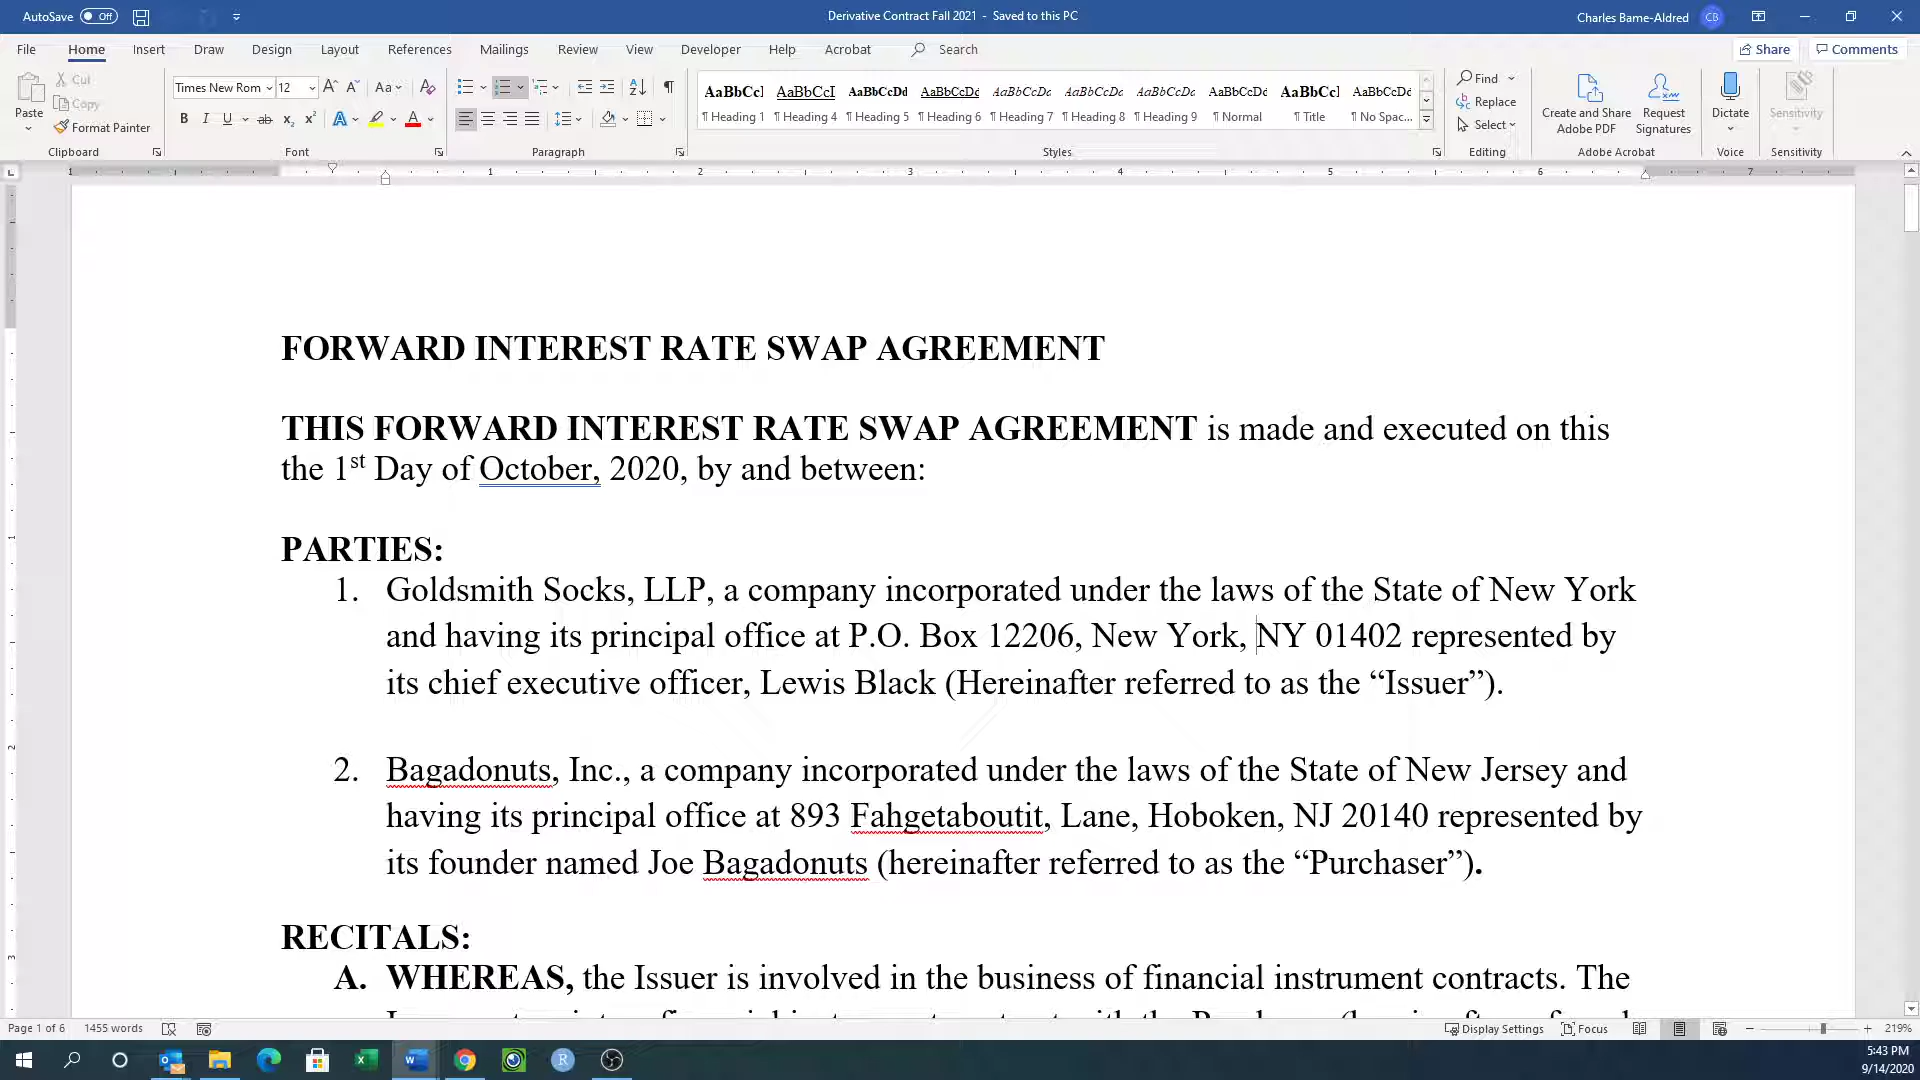 AutoSave Off
Derivative Contract Fall 2021 - Saved to this PC
Charles Bame-Aldred CB
File Home Insert Draw Design Layout References Mailings Review View Developer Help Acrobat Search
Share Comments
Paste
Cut
Copy
Format Painter
Clipboard
Times New Rom 12
Font
Paragraph
AaBbCcI AaBbCcI AaBbCcDd AaBbCcDd AaBbCcDc AaBbCcDc AaBbCcDc AaBbCcDc AaBbCcI AaBbCcDc
¶ Heading 1 ¶ Heading 4 ¶ Heading 5 ¶ Heading 6 ¶ Heading 7 ¶ Heading 8 ¶ Heading 9 ¶ Normal ¶ Title ¶ No Spac...
Styles
Find
Replace
Select
Editing
Create and Share Adobe PDF
Request Signatures
Adobe Acrobat
Dictate
Voice
Sensitivity
Sensitivity
1 1 2 3 4 5 6 7
FORWARD INTEREST RATE SWAP AGREEMENT
THIS FORWARD INTEREST RATE SWAP AGREEMENT is made and executed on this
the 1st Day of October, 2020, by and between:
PARTIES:
1. Goldsmith Socks, LLP, a company incorporated under the laws of the State of New York
and having its principal office at P.O. Box 12206, New York, NY 01402 represented by
its chief executive officer, Lewis Black (Hereinafter referred to as the “Issuer”).
2. Bagadonuts, Inc., a company incorporated under the laws of the State of New Jersey and
having its principal office at 893 Fahgetaboutit, Lane, Hoboken, NJ 20140 represented by
its founder named Joe Bagadonuts (hereinafter referred to as the “Purchaser”).
RECITALS:
A. WHEREAS, the Issuer is involved in the business of financial instrument contracts. The
Page 1 of 6 1455 words
Display Settings Focus 219%
5:43 PM
9/14/2020